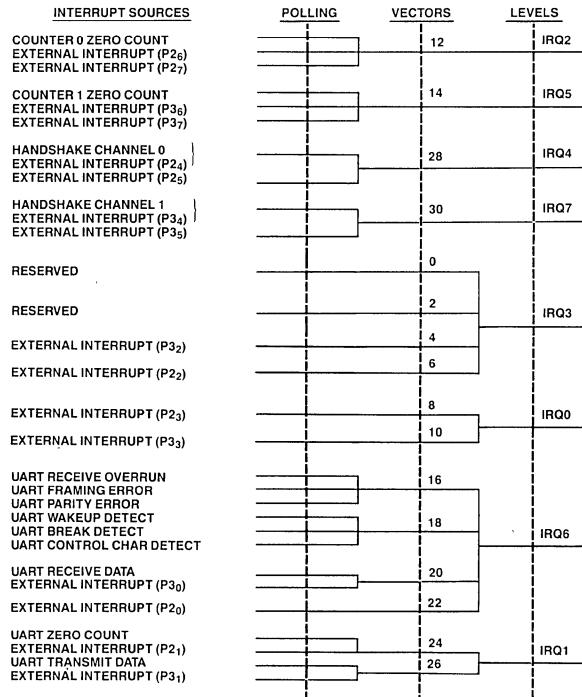 INTERRUPT SOURCES POLLING VECTORS LEVELS
COUNTER 0 ZERO COUNT 12 IRQ2
EXTERNAL INTERRUPT (P2₆)
EXTERNAL INTERRUPT (P2₇)
COUNTER 1 ZERO COUNT 14 IRQ5
EXTERNAL INTERRUPT (P3₆)
EXTERNAL INTERRUPT (P3₇)
HANDSHAKE CHANNEL 0
EXTERNAL INTERRUPT (P2₄) 28 IRQ4
EXTERNAL INTERRUPT (P2₅)
HANDSHAKE CHANNEL 1
EXTERNAL INTERRUPT (P3₄) 30 IRQ7
EXTERNAL INTERRUPT (P3₅)
RESERVED 0
RESERVED 2 IRQ3
EXTERNAL INTERRUPT (P3₂) 4
EXTERNAL INTERRUPT (P2₂) 6
EXTERNAL INTERRUPT (P2₃) 8 IRQ0
EXTERNAL INTERRUPT (P3₃) 10
UART RECEIVE OVERRUN 16
UART FRAMING ERROR
UART PARITY ERROR
UART WAKEUP DETECT 18
UART BREAK DETECT IRQ6
UART CONTROL CHAR DETECT
UART RECEIVE DATA 20
EXTERNAL INTERRUPT (P3₀)
EXTERNAL INTERRUPT (P2₀) 22
UART ZERO COUNT 24
EXTERNAL INTERRUPT (P2₁) IRQ1
UART TRANSMIT DATA 26
EXTERNAL INTERRUPT (P3₁)